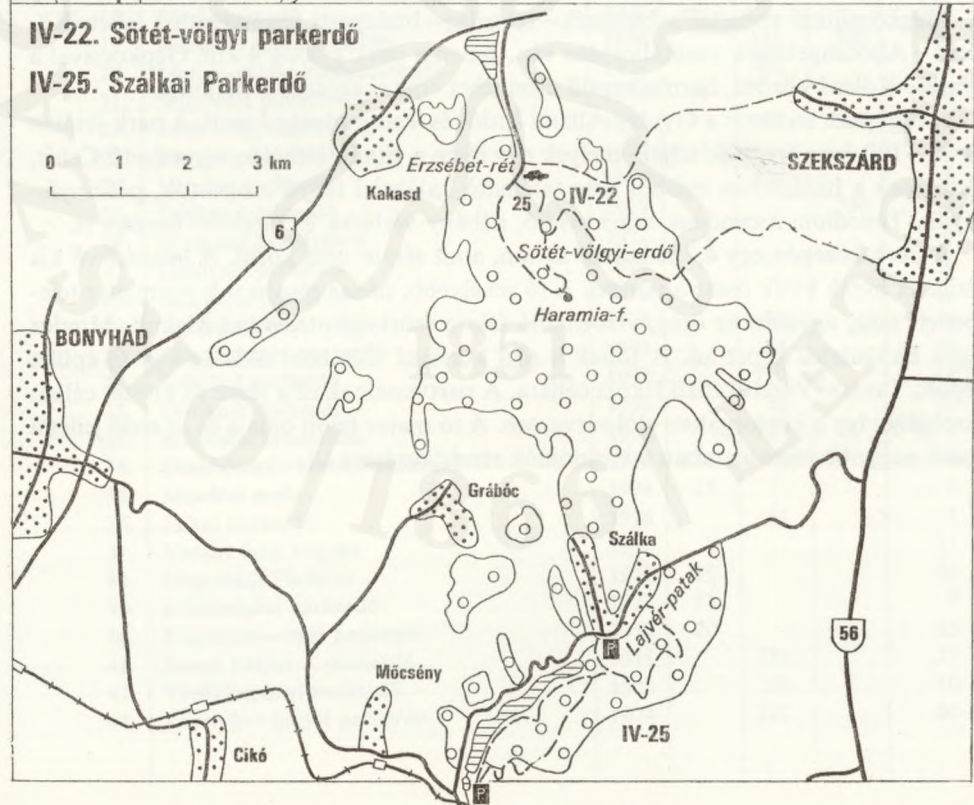 IV-22. Sötét-völgyi parkerdő
IV-25. Szálkai Parkerdő
0 1 2 3 km
SZEKSZÁRD
Erzsébet-rét
Kakasd
25
IV-22
6
Sötét-völgyi-erdő
Haramia-f.
BONYHÁD
Grábóc
Szálka
Lajvér-patak
56
P
Mőcsény
IV-25
Cikó
P